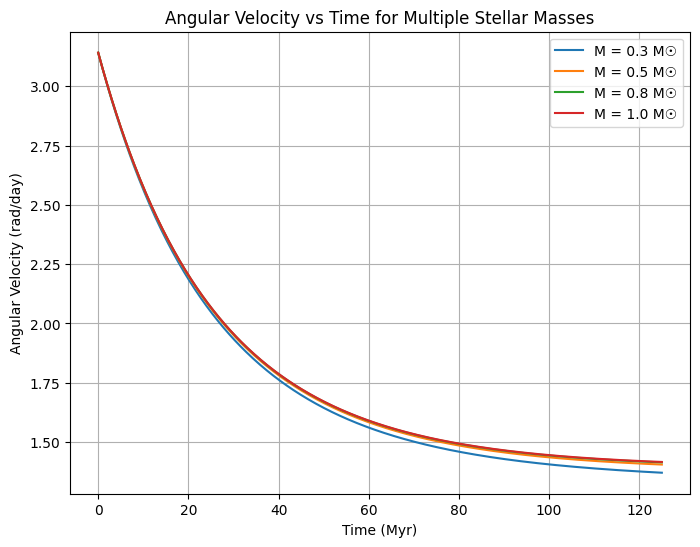 Angular Velocity vs Time for Multiple Stellar Masses
M = 0.3 M☉
M = 0.5 M☉
M = 0.8 M☉
M = 1.0 M☉
Angular Velocity (rad/day)
3.00
2.75
2.50
2.25
2.00
1.75
1.50
0 20 40 60 80 100 120
Time (Myr)